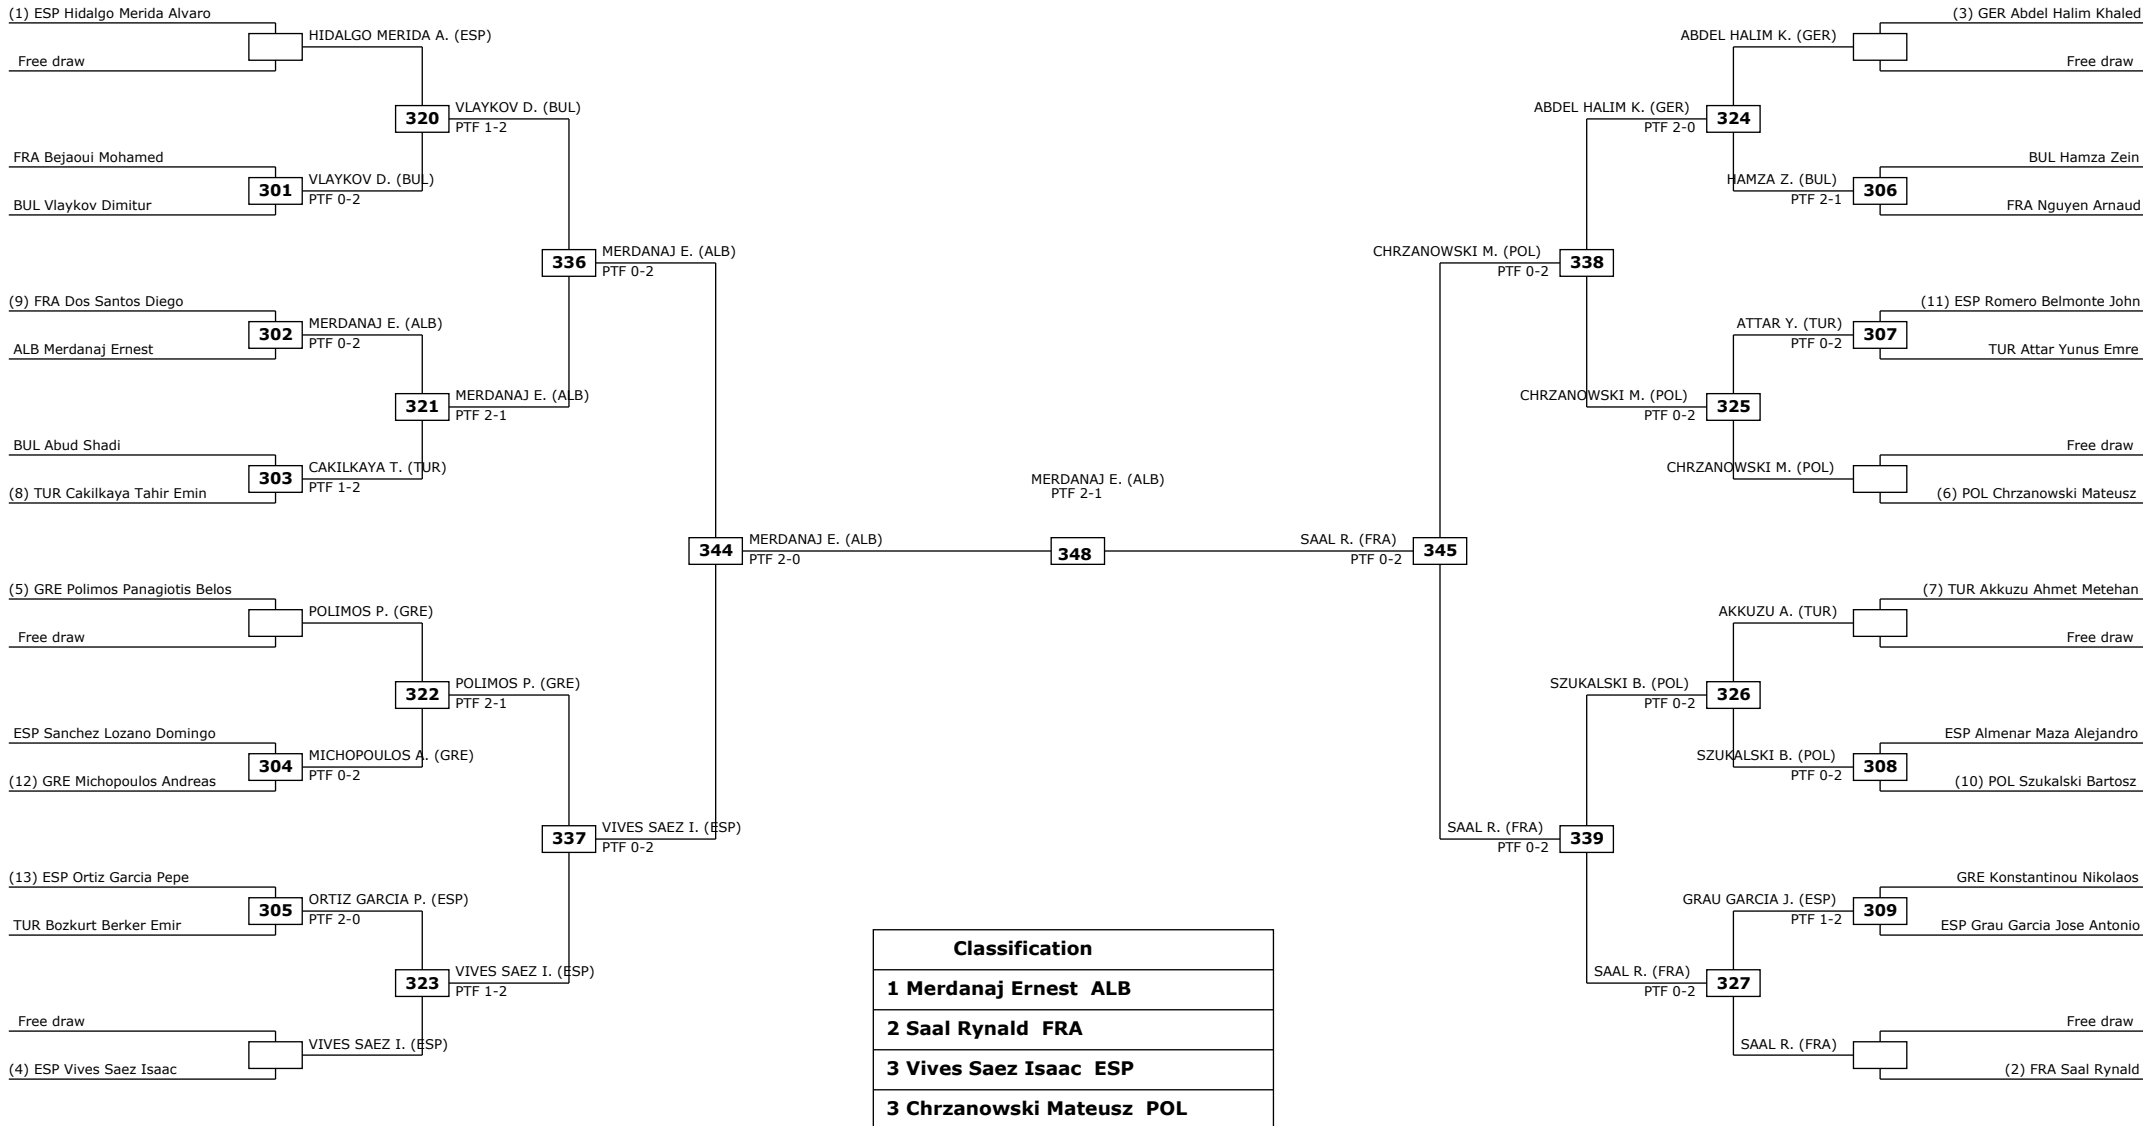 (1) ESP Hidalgo Merida Alvaro
Free draw
HIDALGO MERIDA A. (ESP)
320
VLAYKOV D. (BUL)
PTF 1-2
FRA Bejaoui Mohamed
BUL Vlaykov Dimitur
301
VLAYKOV D. (BUL)
PTF 0-2
336
MERDANAJ E. (ALB)
PTF 0-2
(9) FRA Dos Santos Diego
ALB Merdanaj Ernest
302
MERDANAJ E. (ALB)
PTF 0-2
321
MERDANAJ E. (ALB)
PTF 2-1
BUL Abud Shadi
(8) TUR Cakilkaya Tahir Emin
303
CAKILKAYA T. (TUR)
PTF 1-2
344
MERDANAJ E. (ALB)
PTF 2-0
(5) GRE Polimos Panagiotis Belos
Free draw
POLIMOS P. (GRE)
322
POLIMOS P. (GRE)
PTF 2-1
ESP Sanchez Lozano Domingo
(12) GRE Michopoulos Andreas
304
MICHOPOULOS A. (GRE)
PTF 0-2
337
VIVES SAEZ I. (ESP)
PTF 0-2
(13) ESP Ortiz Garcia Pepe
TUR Bozkurt Berker Emir
305
ORTIZ GARCIA P. (ESP)
PTF 2-0
323
VIVES SAEZ I. (ESP)
PTF 1-2
Free draw
(4) ESP Vives Saez Isaac
VIVES SAEZ I. (ESP)
MERDANAJ E. (ALB)
PTF 2-1
348
(3) GER Abdel Halim Khaled
Free draw
ABDEL HALIM K. (GER)
324
ABDEL HALIM K. (GER)
PTF 2-0
BUL Hamza Zein
FRA Nguyen Arnaud
306
HAMZA Z. (BUL)
PTF 2-1
338
CHRZANOWSKI M. (POL)
PTF 0-2
(11) ESP Romero Belmonte John
TUR Attar Yunus Emre
307
ATTAR Y. (TUR)
PTF 0-2
325
CHRZANOWSKI M. (POL)
PTF 0-2
Free draw
(6) POL Chrzanowski Mateusz
CHRZANOWSKI M. (POL)
345
SAAL R. (FRA)
PTF 0-2
(7) TUR Akkuzu Ahmet Metehan
Free draw
AKKUZU A. (TUR)
326
SZUKALSKI B. (POL)
PTF 0-2
ESP Almenar Maza Alejandro
(10) POL Szukalski Bartosz
308
SZUKALSKI B. (POL)
PTF 0-2
339
SAAL R. (FRA)
PTF 0-2
GRE Konstantinou Nikolaos
ESP Grau Garcia Jose Antonio
309
GRAU GARCIA J. (ESP)
PTF 1-2
327
SAAL R. (FRA)
PTF 0-2
Free draw
(2) FRA Saal Rynald
SAAL R. (FRA)
Classification
1 Merdanaj Ernest ALB
2 Saal Rynald FRA
3 Vives Saez Isaac ESP
3 Chrzanowski Mateusz POL